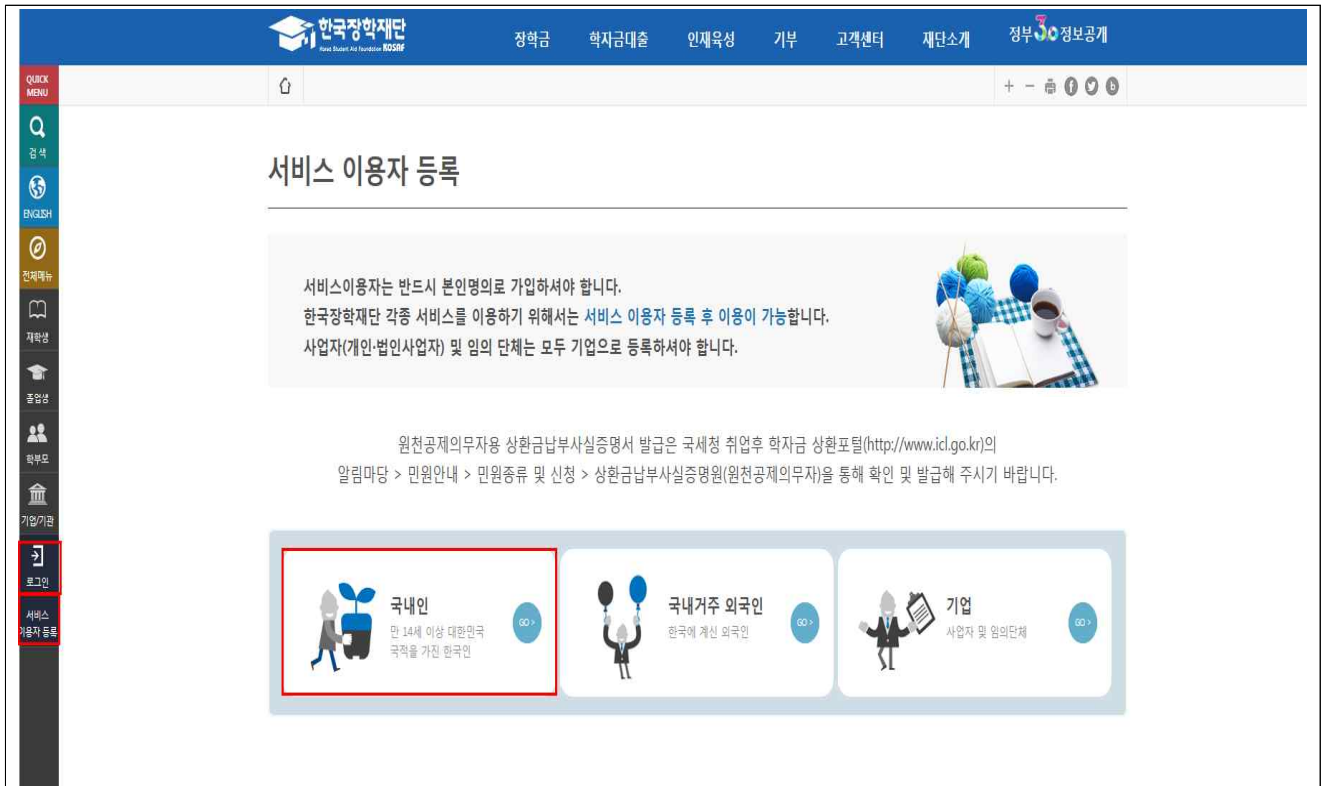 한국장학재단
Korea Student Aid Foundation KOSAF
장학금 학자금대출 인재육성 기부 고객센터 재단소개 정부3.0 정보공개
QUICK
MENU
검색
ENGLISH
전체메뉴
재학생
졸업생
학부모
기업/기관
로그인
서비스
이용자 등록
서비스 이용자 등록
서비스이용자는 반드시 본인명의로 가입하셔야 합니다.
한국장학재단 각종 서비스를 이용하기 위해서는 서비스 이용자 등록 후 이용이 가능합니다.
사업자(개인·법인사업자) 및 임의 단체는 모두 기업으로 등록하셔야 합니다.
원천공제의무자용 상환금납부사실증명서 발급은 국세청 취업후 학자금 상환포털(http://www.icl.go.kr)의
알림마당 > 민원안내 > 민원종류 및 신청 > 상환금납부사실증명원(원천공제의무자)을 통해 확인 및 발급해 주시기 바랍니다.
국내인
만 14세 이상 대한민국
국적을 가진 한국인
GO >
국내거주 외국인
한국에 계신 외국인
GO >
기업
사업자 및 임의단체
GO >